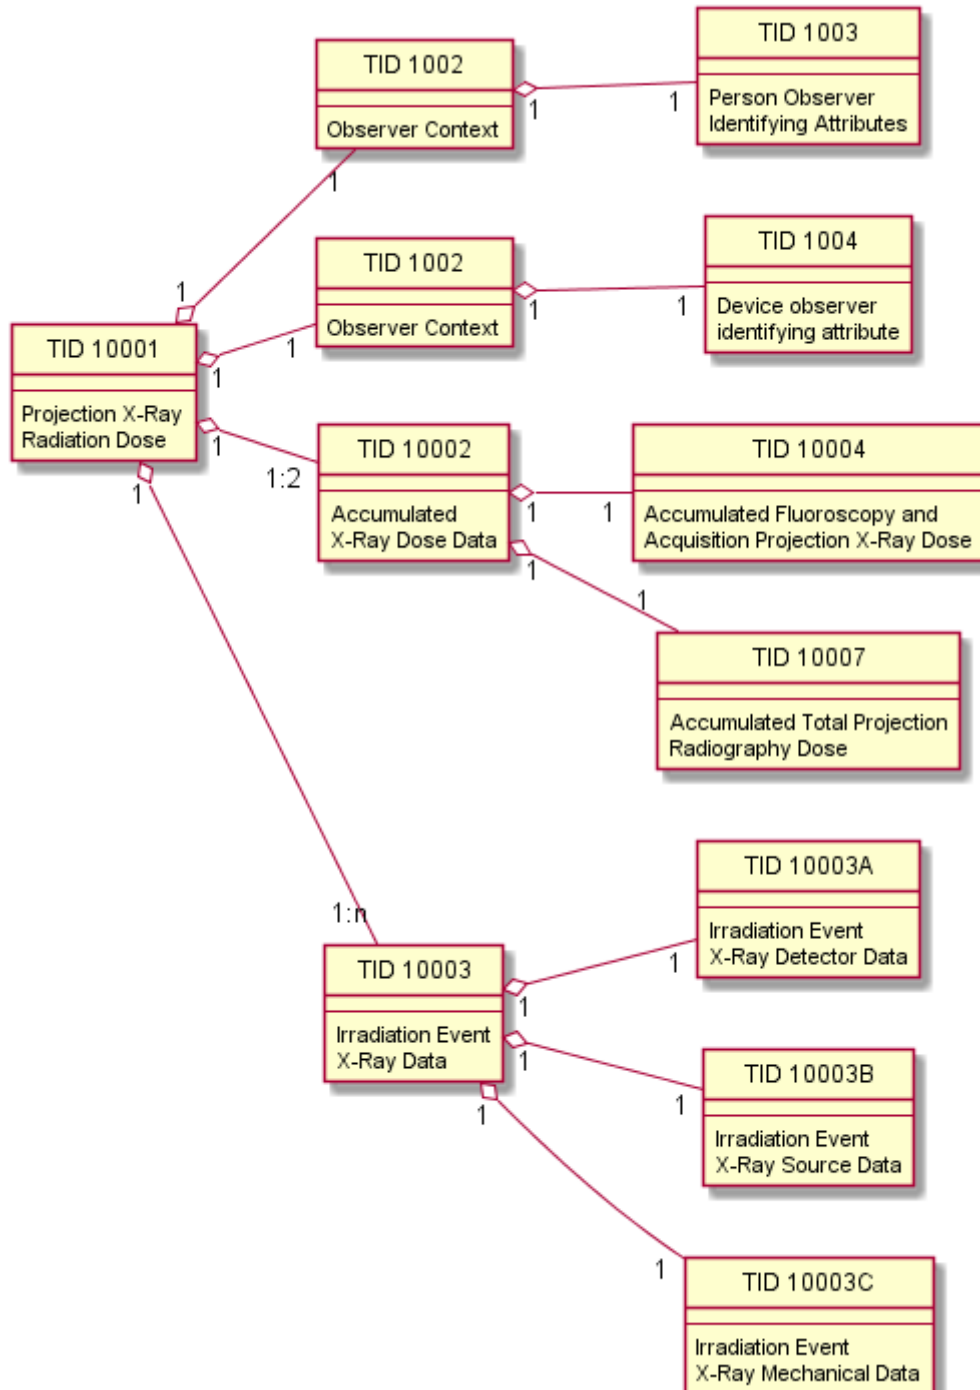 TID 1003
Person Observer
Identifying Attributes
1
1
TID 1002
Observer Context
1
1
TID 1004
Device observer
identifying attribute
1
1
TID 1002
Observer Context
1
1
TID 10001
Projection X-Ray
Radiation Dose
1
1:2
1
TID 10002
Accumulated
X-Ray Dose Data
1
1
TID 10004
Accumulated Fluoroscopy and
Acquisition Projection X-Ray Dose
1
1
TID 10007
Accumulated Total Projection
Radiography Dose
1:n
TID 10003
Irradiation Event
X-Ray Data
1
1
TID 10003A
Irradiation Event
X-Ray Detector Data
1
1
TID 10003B
Irradiation Event
X-Ray Source Data
1
1
TID 10003C
Irradiation Event
X-Ray Mechanical Data